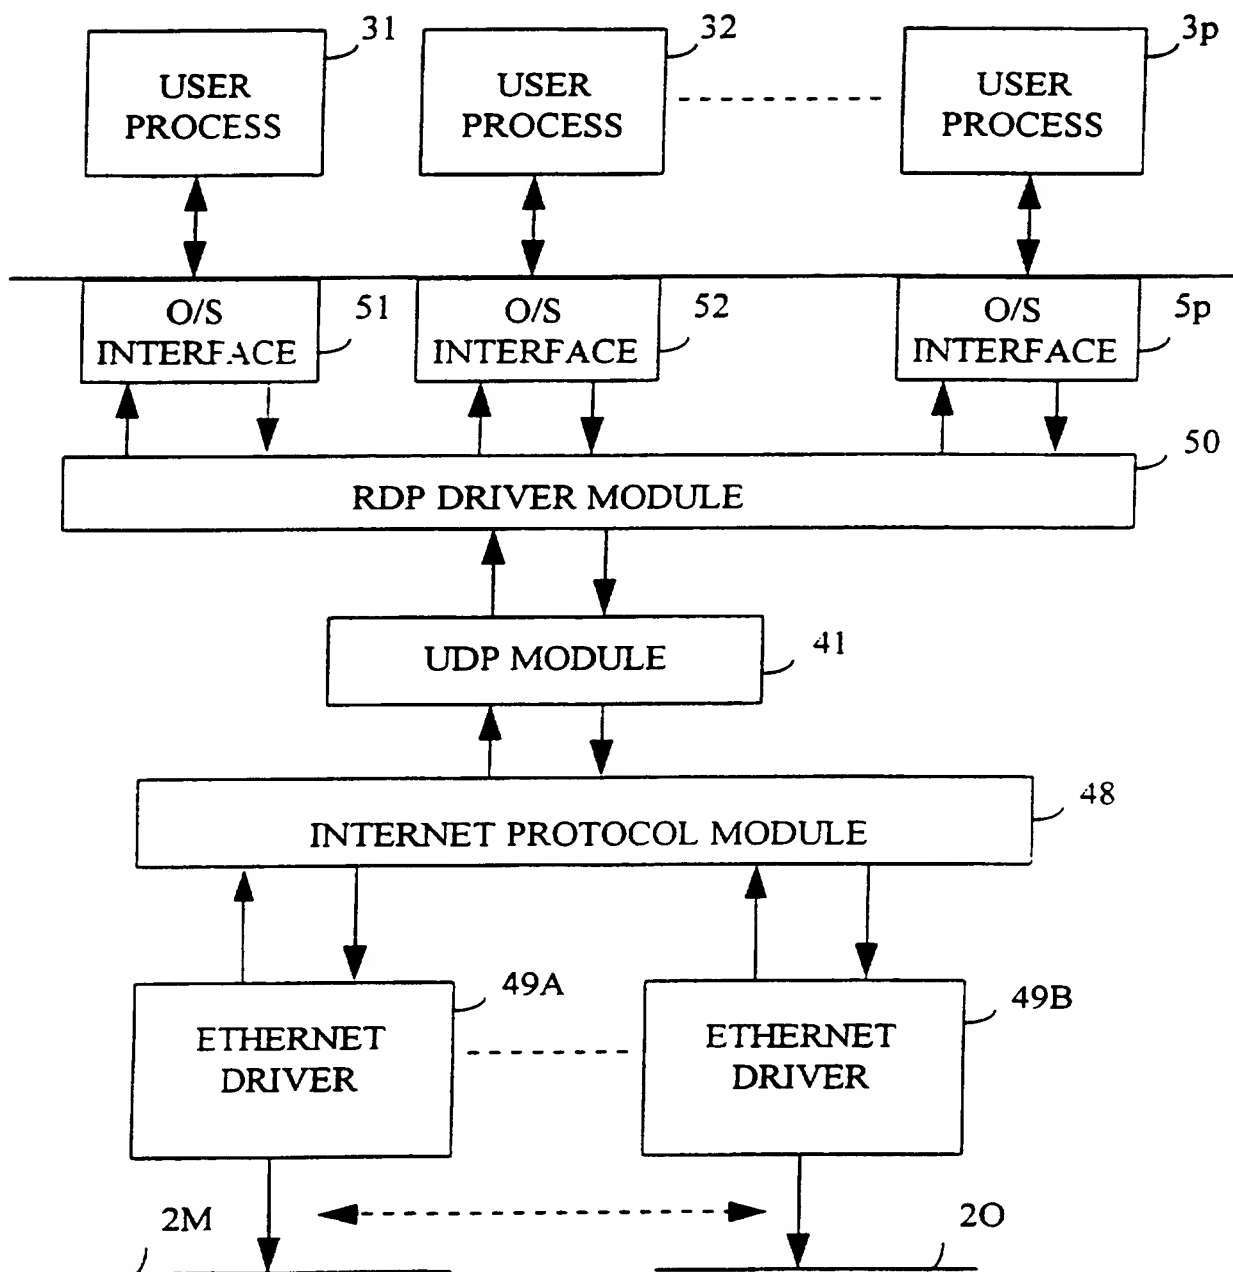 31
32
3p
USER
PROCESS
USER
PROCESS
USER
PROCESS
O/S
INTERFACE
51
O/S
INTERFACE
52
O/S
INTERFACE
5p
50
RDP DRIVER MODULE
UDP MODULE
41
48
INTERNET PROTOCOL MODULE
49A
49B
ETHERNET
DRIVER
ETHERNET
DRIVER
2M
2O